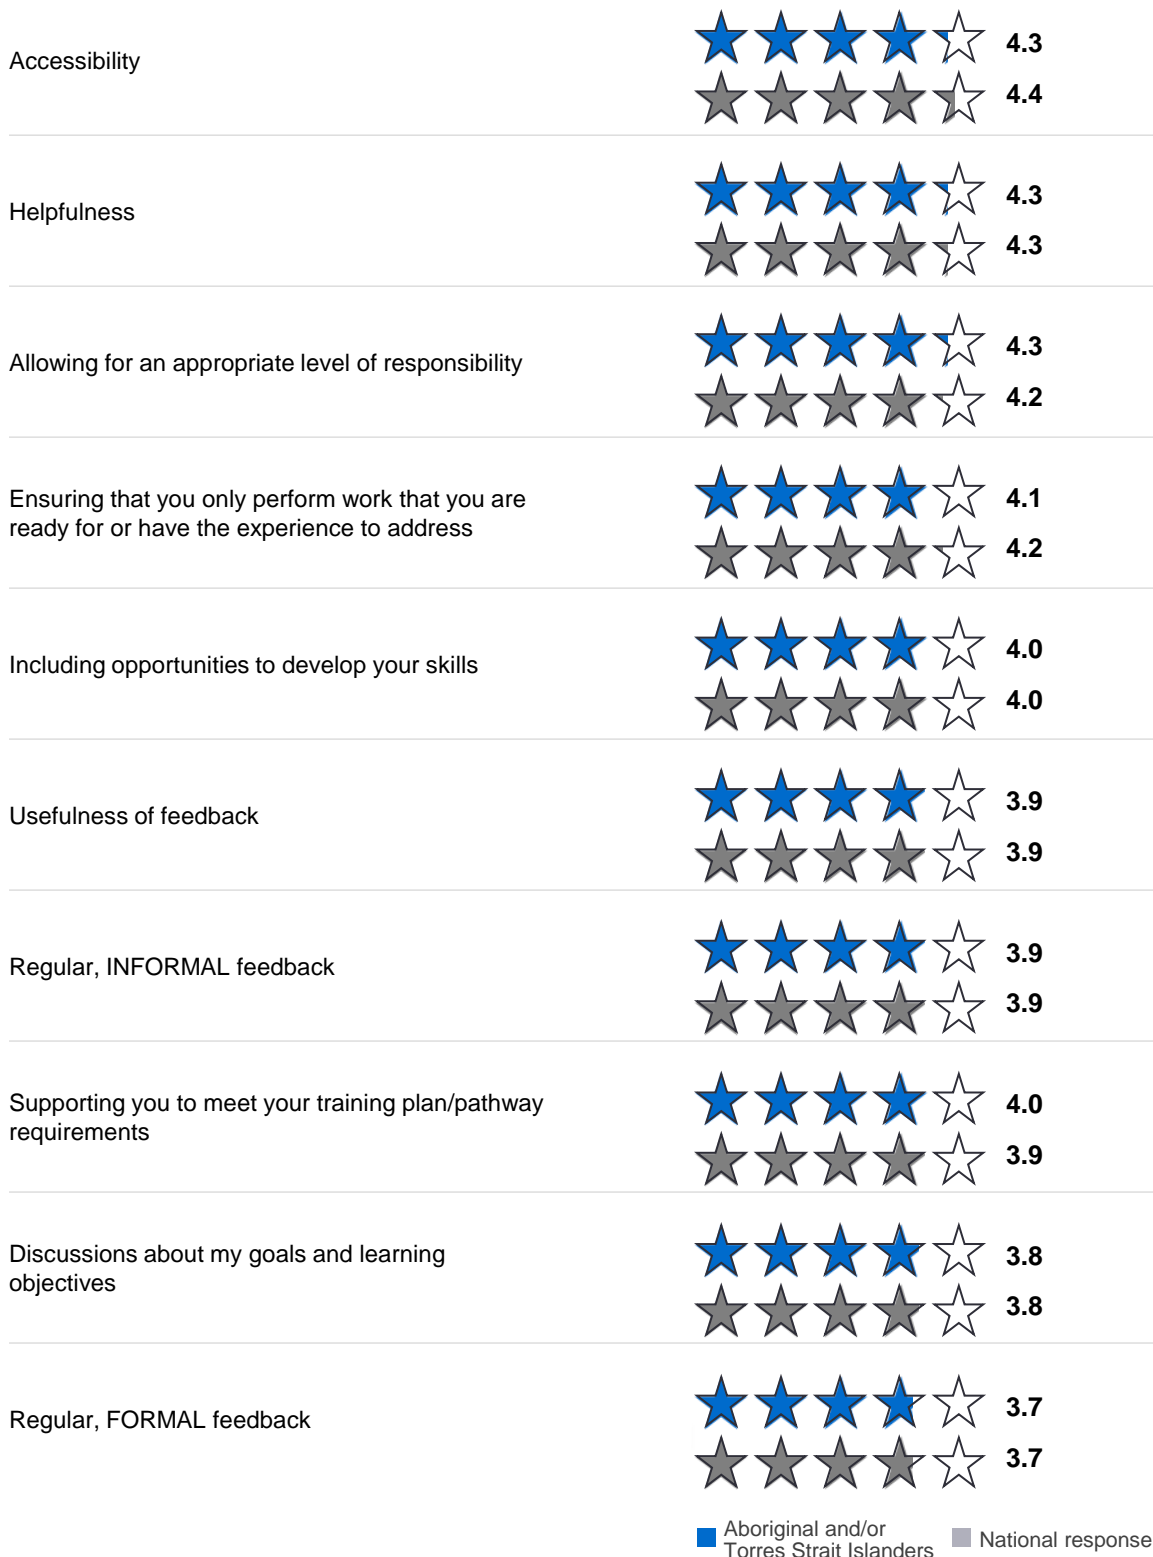 Accessibility
4.3
4.4
Helpfulness
4.3
4.3
Allowing for an appropriate level of responsibility
4.3
4.2
Ensuring that you only perform work that you are
ready for or have the experience to address
4.1
4.2
Including opportunities to develop your skills
4.0
4.0
Usefulness of feedback
3.9
3.9
Regular, INFORMAL feedback
3.9
3.9
Supporting you to meet your training plan/pathway
requirements
4.0
3.9
Discussions about my goals and learning
objectives
3.8
3.8
Regular, FORMAL feedback
3.7
3.7
Aboriginal and/or
Torres Strait Islanders
National response